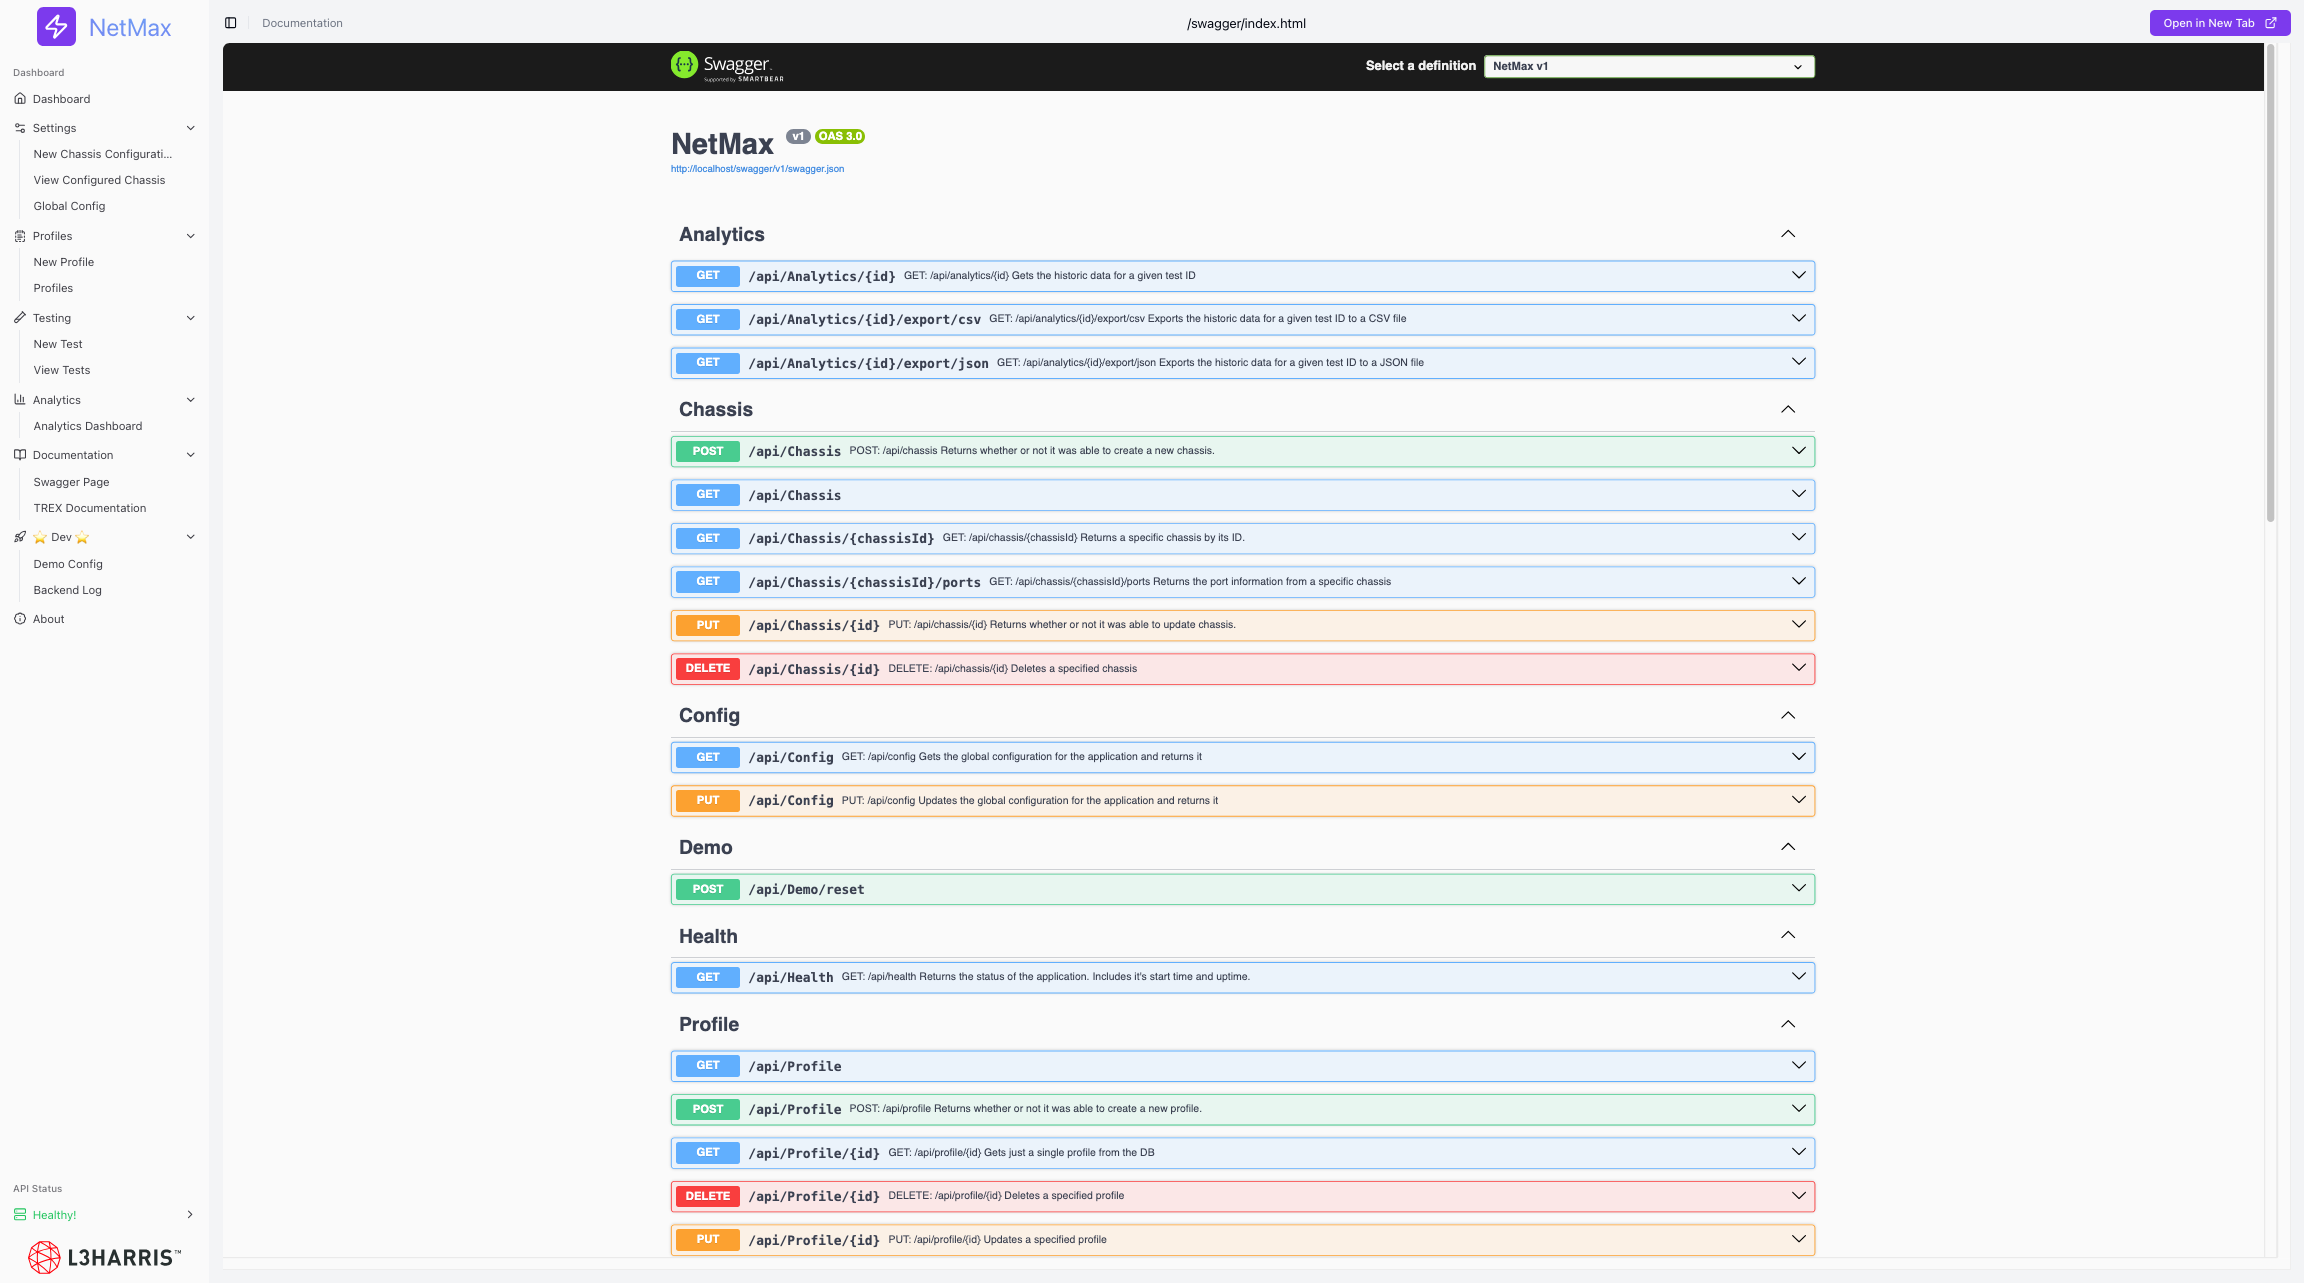 NetMax
Dashboard
Dashboard
Settings
New Chassis Configurati...
View Configured Chassis
Global Config
Profiles
New Profile
Profiles
Testing
New Test
View Tests
Analytics
Analytics Dashboard
Documentation
Swagger Page
TREX Documentation
⭐ Dev ⭐
Demo Config
Backend Log
About
API Status
Healthy!
L3HARRIS™
Documentation
/swagger/index.html
Open in New Tab
Swagger.
Supported by SMARTBEAR
Select a definition
NetMax v1
NetMax v1 OAS 3.0
http://localhost/swagger/v1/swagger.json
Analytics
GET /api/Analytics/{id} GET: /api/analytics/{id} Gets the historic data for a given test ID
GET /api/Analytics/{id}/export/csv GET: /api/analytics/{id}/export/csv Exports the historic data for a given test ID to a CSV file
GET /api/Analytics/{id}/export/json GET: /api/analytics/{id}/export/json Exports the historic data for a given test ID to a JSON file
Chassis
POST /api/Chassis POST: /api/chassis Returns whether or not it was able to create a new chassis.
GET /api/Chassis
GET /api/Chassis/{chassisId} GET: /api/chassis/{chassisId} Returns a specific chassis by its ID.
GET /api/Chassis/{chassisId}/ports GET: /api/chassis/{chassisId}/ports Returns the port information from a specific chassis
PUT /api/Chassis/{id} PUT: /api/chassis/{id} Returns whether or not it was able to update chassis.
DELETE /api/Chassis/{id} DELETE: /api/chassis/{id} Deletes a specified chassis
Config
GET /api/Config GET: /api/config Gets the global configuration for the application and returns it
PUT /api/Config PUT: /api/config Updates the global configuration for the application and returns it
Demo
POST /api/Demo/reset
Health
GET /api/Health GET: /api/health Returns the status of the application. Includes it's start time and uptime.
Profile
GET /api/Profile
POST /api/Profile POST: /api/profile Returns whether or not it was able to create a new profile.
GET /api/Profile/{id} GET: /api/profile/{id} Gets just a single profile from the DB
DELETE /api/Profile/{id} DELETE: /api/profile/{id} Deletes a specified profile
PUT /api/Profile/{id} PUT: /api/profile/{id} Updates a specified profile